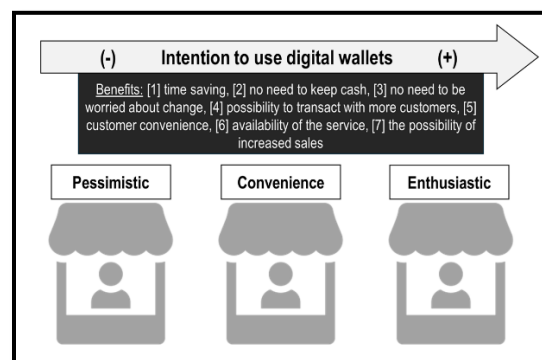 (-) Intention to use digital wallets (+)
Benefits: [1] time saving, [2] no need to keep cash, [3] no need to be
worried about change, [4] possibility to transact with more customers, [5]
customer convenience, [6] availability of the service, [7] the possibility of
increased sales
Pessimistic Convenience Enthusiastic